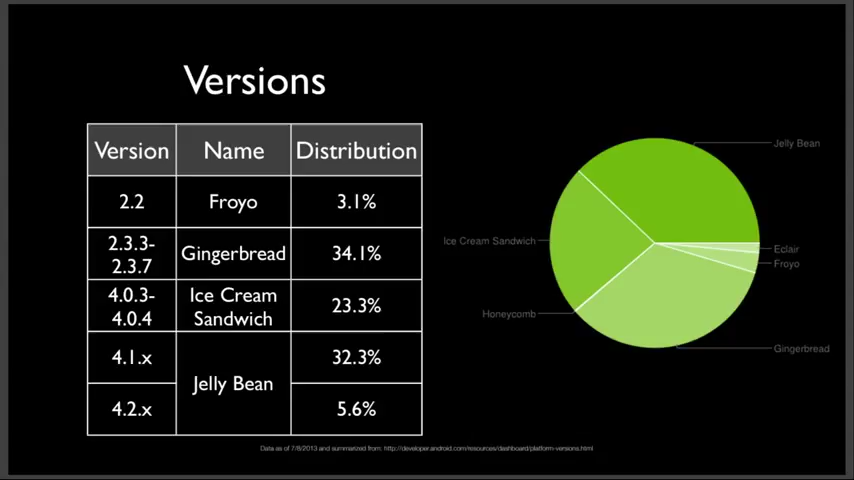 Versions
Version Name Distribution
2.2 Froyo 3.1%
2.3.3-
2.3.7
Gingerbread 34.1%
4.0.3-
4.0.4
Ice Cream
Sandwich
23.3%
4.1.x 32.3%
Jelly Bean
4.2.x 5.6%
Jelly Bean
Ice Cream Sandwich
Eclair
Froyo
Honeycomb
Gingerbread
Data as of 7/8/2013 and summarized from: http://developer.android.com/resources/dashboard/platform-versions.html